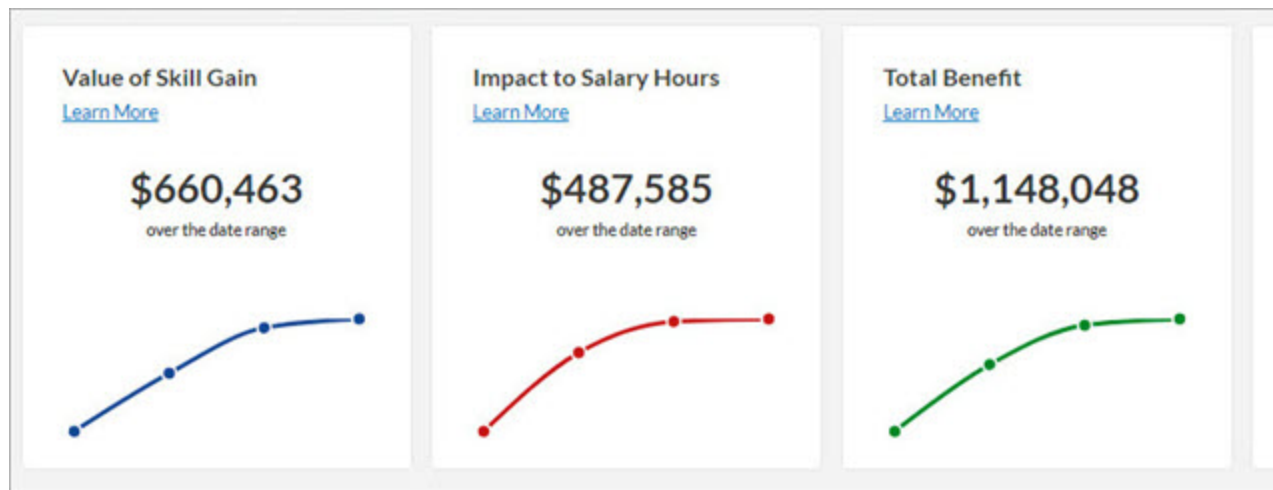 Value of Skill Gain
Learn More
$660,463
over the date range
Impact to Salary Hours
Learn More
$487,585
over the date range
Total Benefit
Learn More
$1,148,048
over the date range